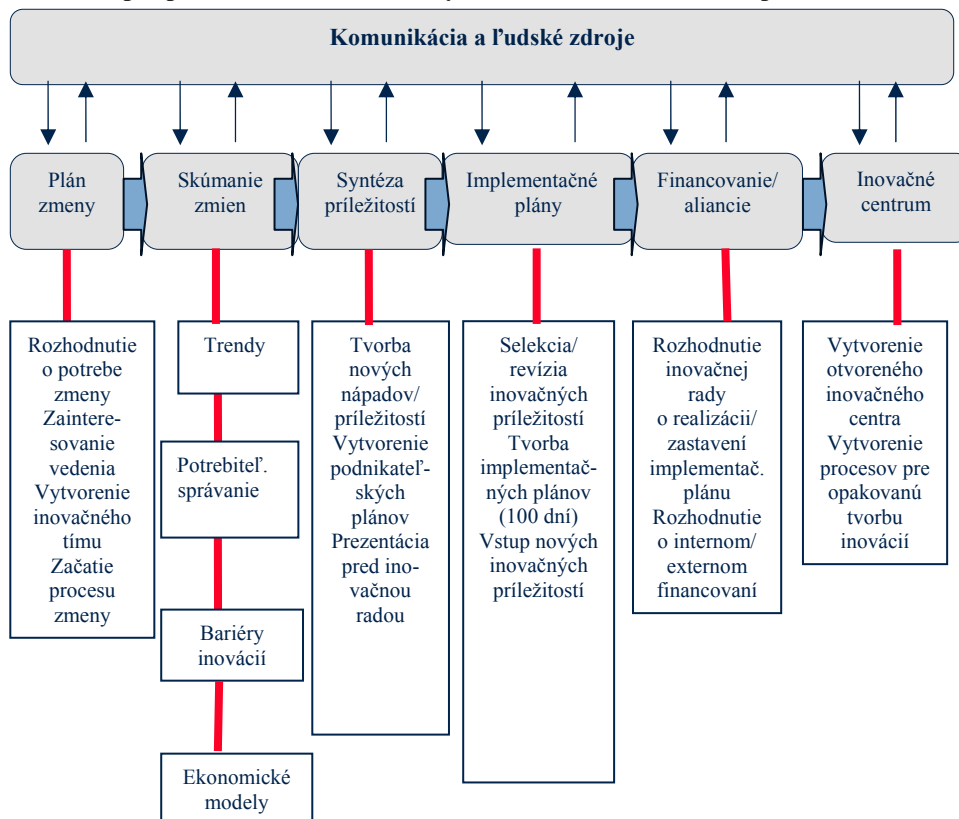 Komunikácia a ľudské zdroje
Plán
zmeny
Skúmanie
zmien
Syntéza
príležitostí
Implementačné
plány
Financovanie/
aliancie
Inovačné
centrum
Rozhodnutie
o potrebe
zmeny
Zaintere-
sovanie
vedenia
Vytvorenie
inovačného
tímu
Začatie
procesu
zmeny
Trendy
Potrebiteľ.
správanie
Bariéry
inovácií
Ekonomické
modely
Tvorba
nových
nápadov/
príležitostí
Vytvorenie
podnikateľ-
ských
plánov
Prezentácia
pred ino-
vačnou
radou
Selekcia/
revízia
inovačných
príležitostí
Tvorba
implementač-
ných plánov
(100 dní)
Vstup nových
inovačných
príležitostí
Rozhodnutie
inovačnej
rady
o realizácii/
zastavení
implementač.
plánu
Rozhodnutie
o internom/
externom
financovaní
Vytvorenie
otvoreného
inovačného
centra
Vytvorenie
procesov pre
opakovanú
tvorbu
inovácií